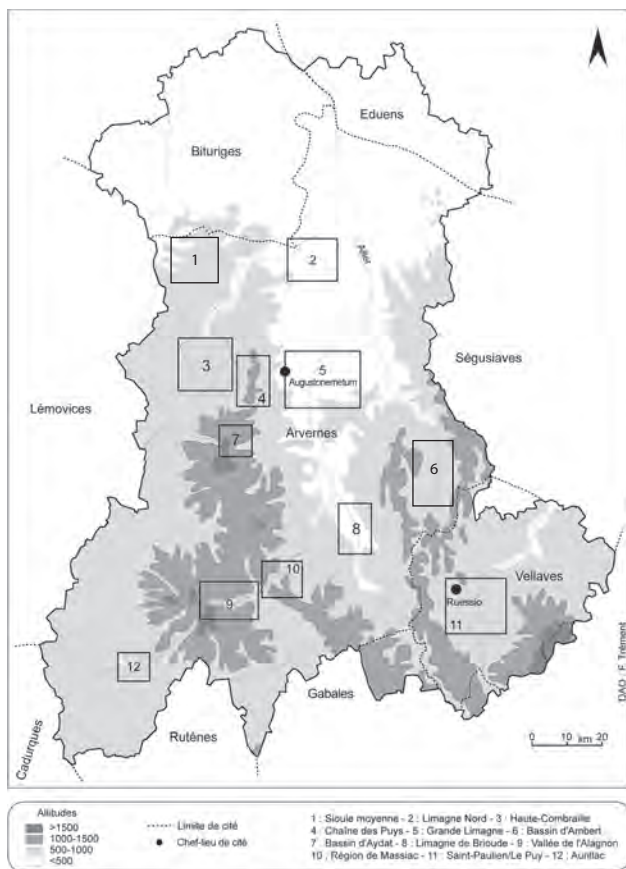 Eduens
Bituriges
1
2
Allier
3
4
5
Augustonemetum
Ségusiaves
Lémovices
Arvernes
7
6
8
10
9
Vellaves
Ruessio
11
12
Gabales
Rutènes
Cadurques
DAO : F. Trément
0 10 20
km
Altitudes
>1500
1000-1500
500-1000
<500
Limite de cité
Chef-lieu de cité
1 : Sioule moyenne - 2 : Limagne Nord - 3 : Haute-Combraille
4 : Chaîne des Puys - 5 : Grande Limagne - 6 : Bassin d'Ambert
7 : Bassin d'Aydat - 8 : Limagne de Brioude - 9 : Vallée de l'Alagnon
10 : Région de Massiac - 11 : Saint-Paulien/Le Puy - 12 : Aurillac